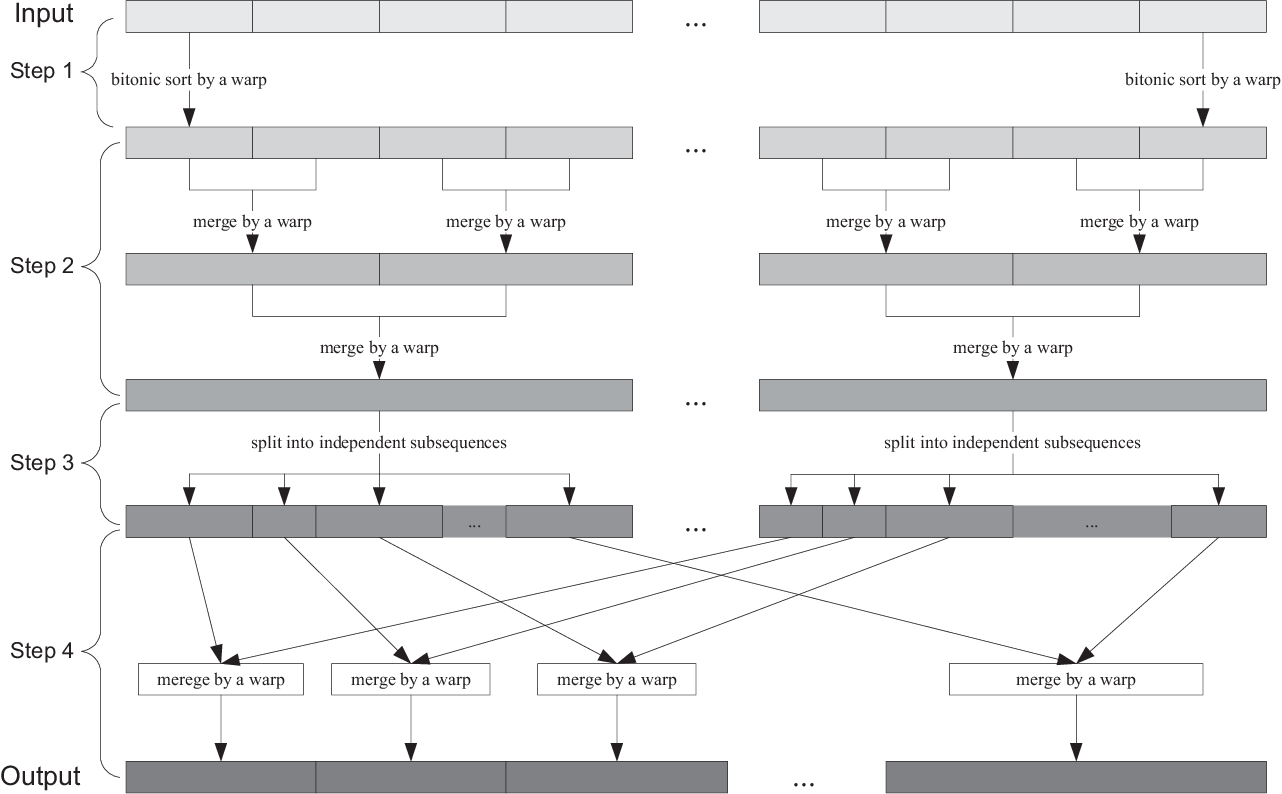 Input
...
Step 1
bitonic sort by a warp
bitonic sort by a warp
...
Step 2
merge by a warp
merge by a warp
merge by a warp
merge by a warp
merge by a warp
merge by a warp
...
Step 3
split into independent subsequences
split into independent subsequences
...
...
...
Step 4
merege by a warp
merge by a warp
merge by a warp
merge by a warp
Output
...